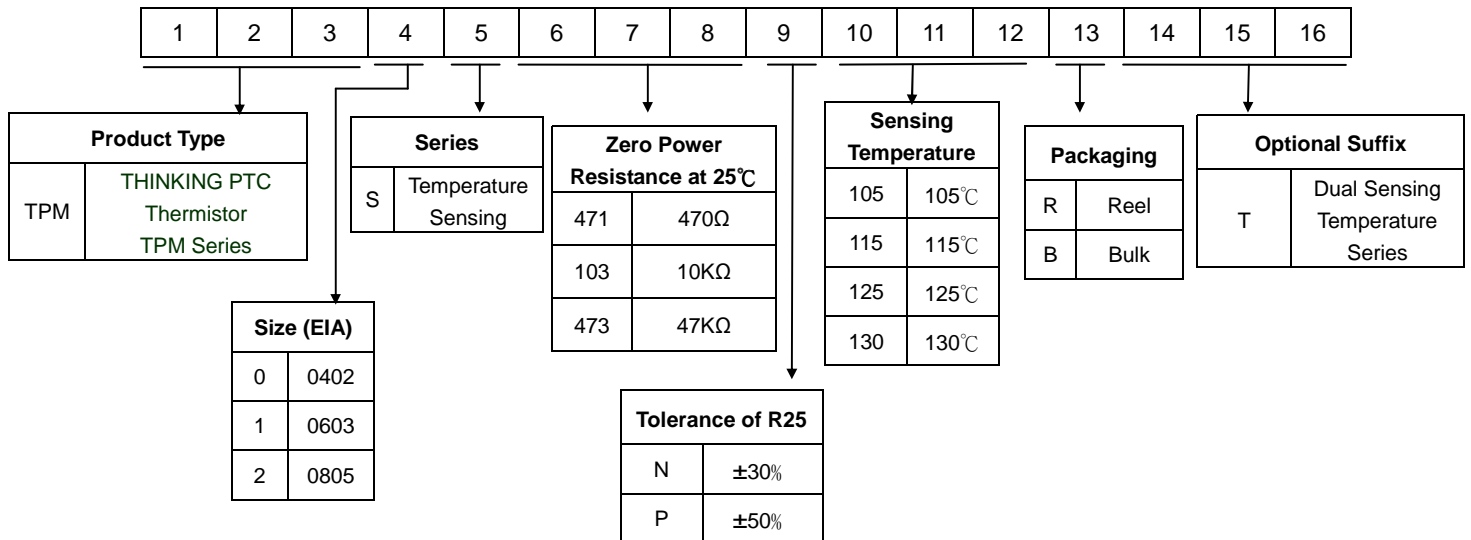 1 2 3 4 5 6 7 8 9 10 11 12 13 14 15 16
Product Type
TPM
THINKING PTC
Thermistor
TPM Series
Size (EIA)
0 0402
1 0603
2 0805
Series
S
Temperature
Sensing
Zero Power
Resistance at 25℃
471 470Ω
103 10KΩ
473 47KΩ
Tolerance of R25
N ±30%
P ±50%
Sensing
Temperature
105 105℃
115 115℃
125 125℃
130 130℃
Packaging
R Reel
B Bulk
Optional Suffix
T
Dual Sensing
Temperature
Series